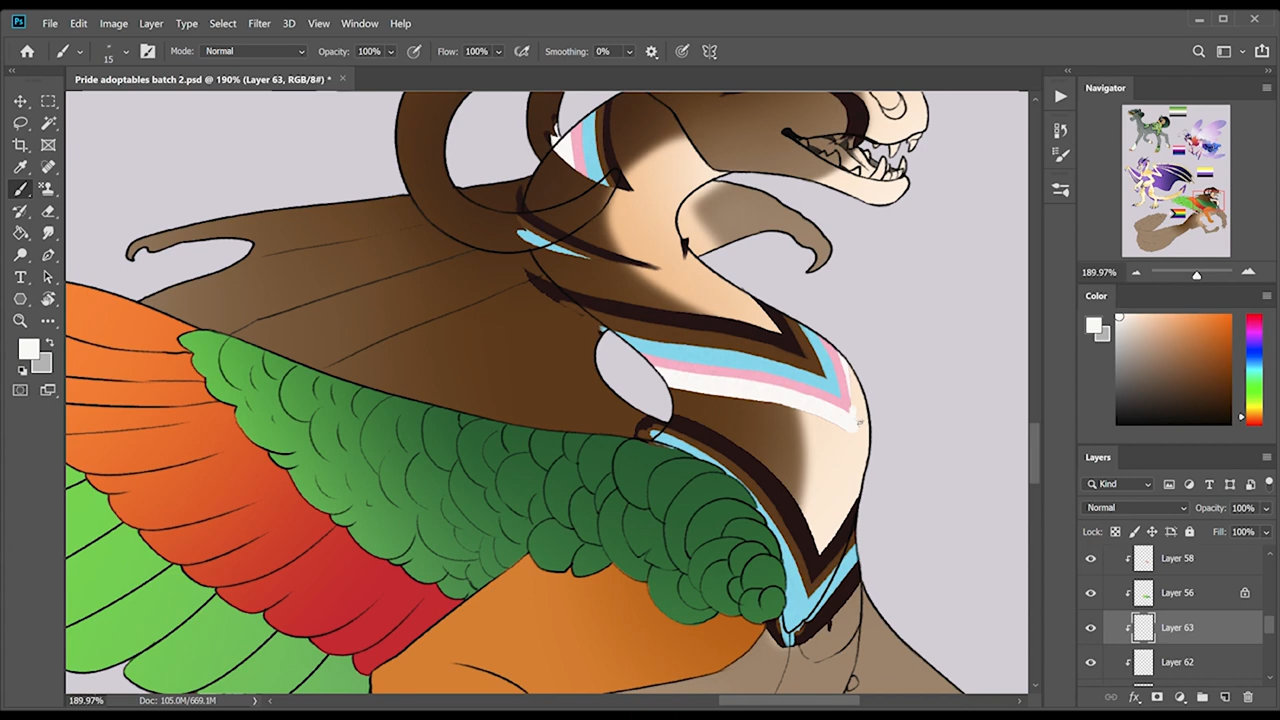 Ps File Edit Image Layer Type Select Filter 3D View Window Help
15 Mode: Normal Opacity: 100% Flow: 100% Smoothing: 0%
Pride adoptables batch 2.psd @ 190% (Layer 63, RGB/8#) *
Navigator
189.97%
Color
Layers
Kind
Normal Opacity: 100%
Lock: Fill: 100%
Layer 58
Layer 56
Layer 63
Layer 62
189.97% Doc: 105.0M/669.1M